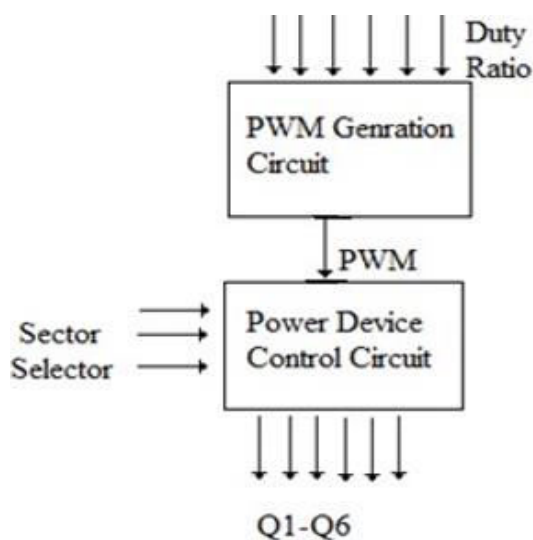 Duty
Ratio
PWM Genration
Circuit
PWM
Sector
Selector
Power Device
Control Circuit
Q1-Q6